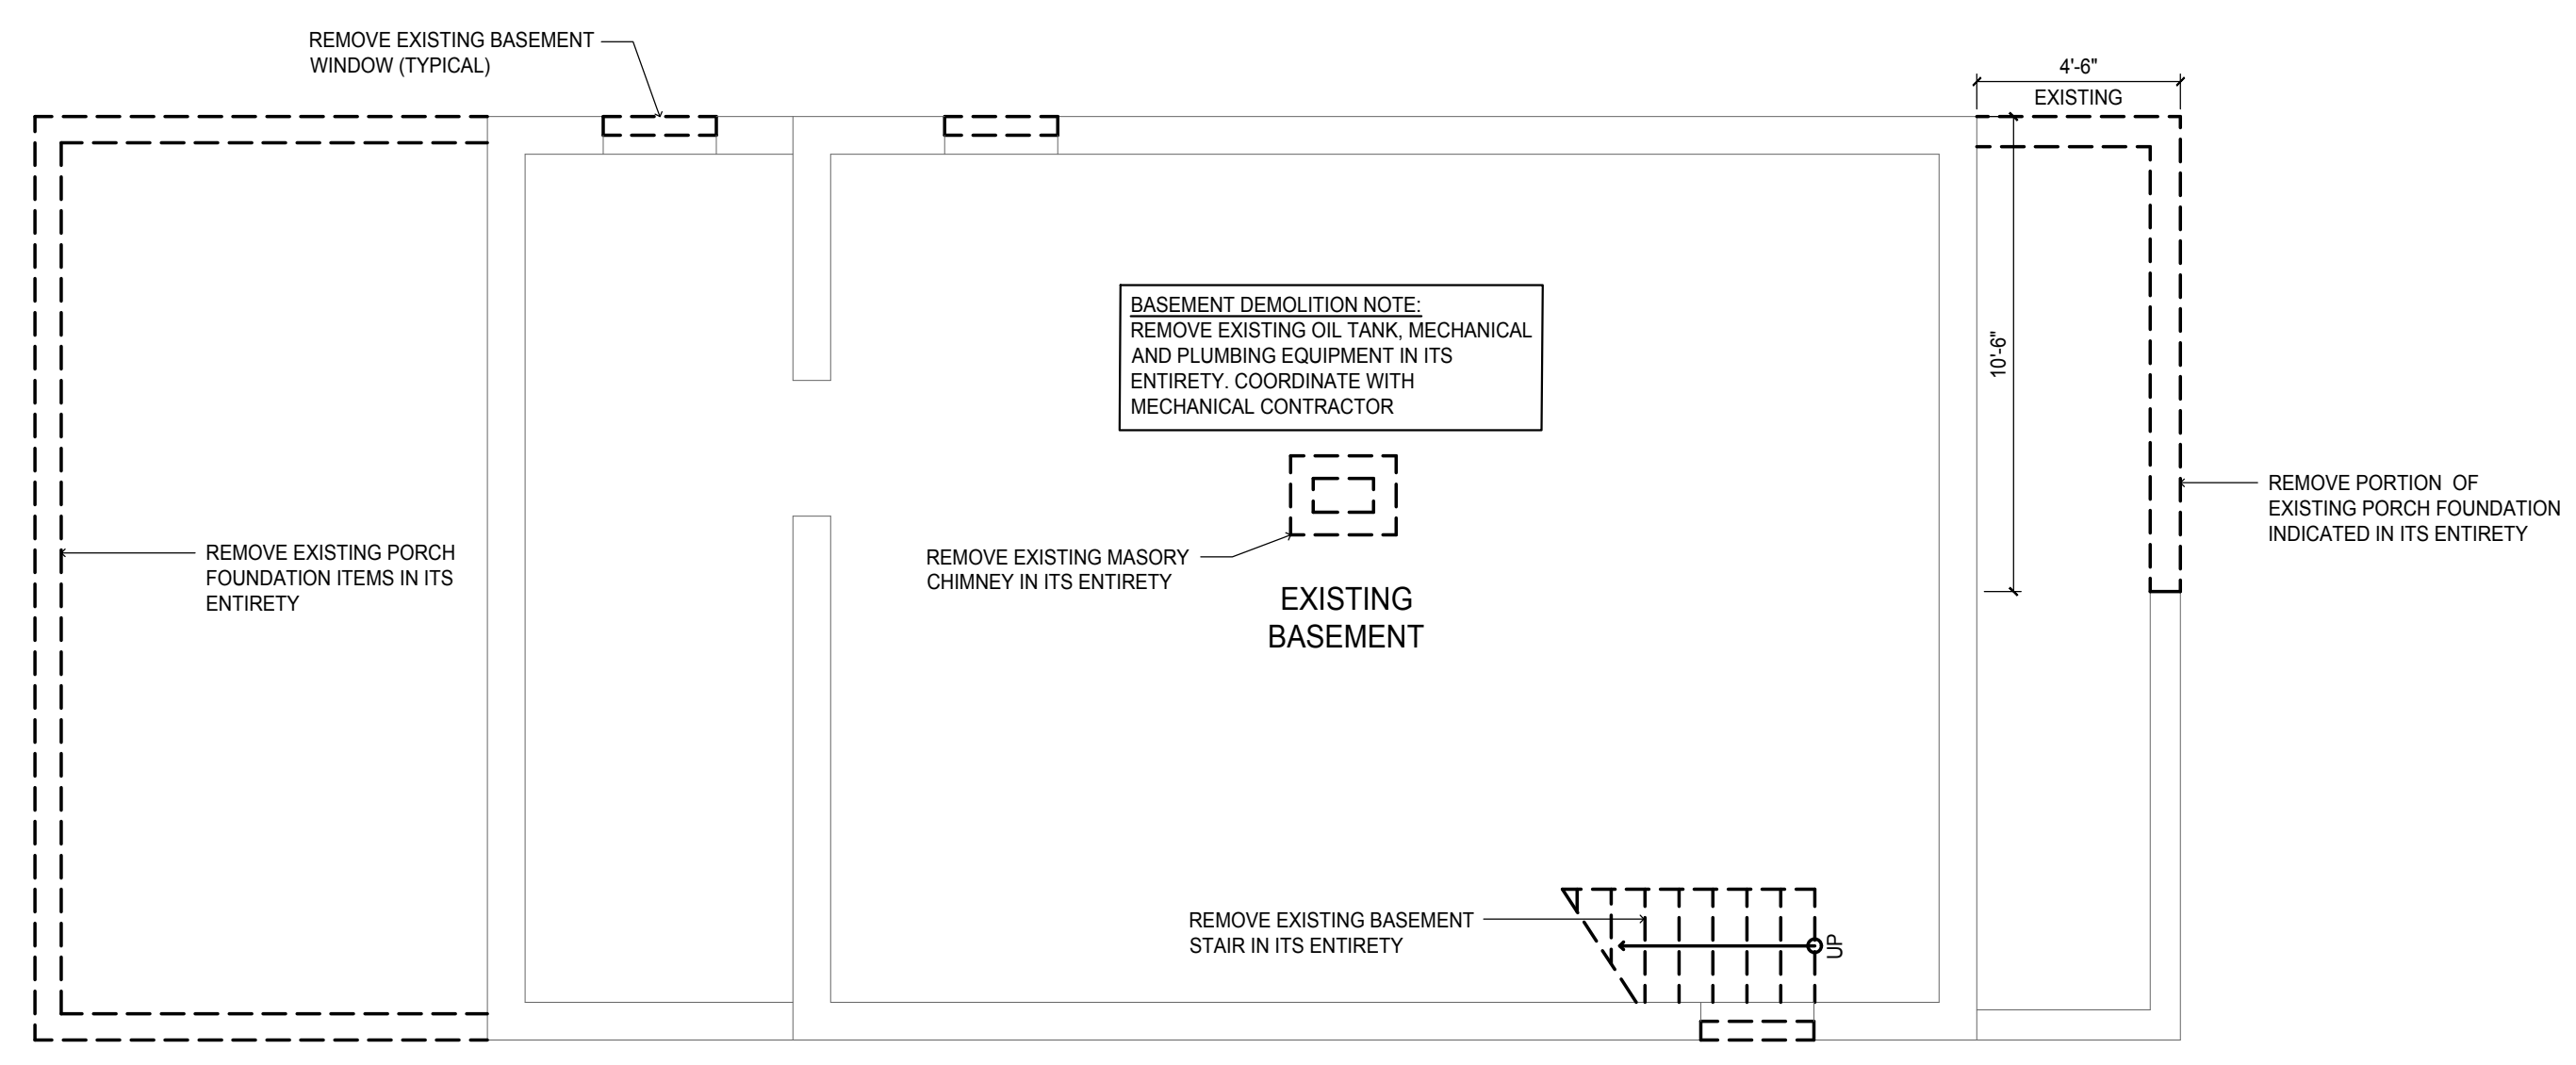 REMOVE EXISTING BASEMENT
WINDOW (TYPICAL)
4'-6"
EXISTING
BASEMENT DEMOLITION NOTE:
REMOVE EXISTING OIL TANK, MECHANICAL
AND PLUMBING EQUIPMENT IN ITS
ENTIRETY. COORDINATE WITH
MECHANICAL CONTRACTOR
10'-6"
REMOVE PORTION OF
EXISTING PORCH FOUNDATION
INDICATED IN ITS ENTIRETY
REMOVE EXISTING PORCH
FOUNDATION ITEMS IN ITS
ENTIRETY
REMOVE EXISTING MASORY
CHIMNEY IN ITS ENTIRETY
EXISTING
BASEMENT
REMOVE EXISTING BASEMENT
STAIR IN ITS ENTIRETY
UP